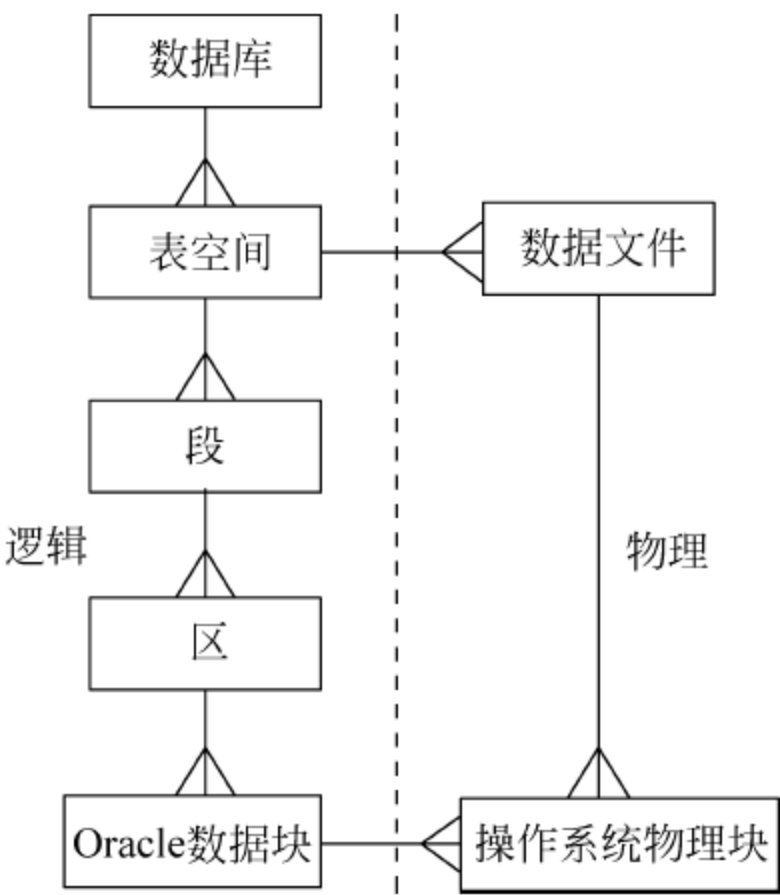 数据库
表空间
数据文件
段
逻辑
物理
区
Oracle数据块
操作系统物理块